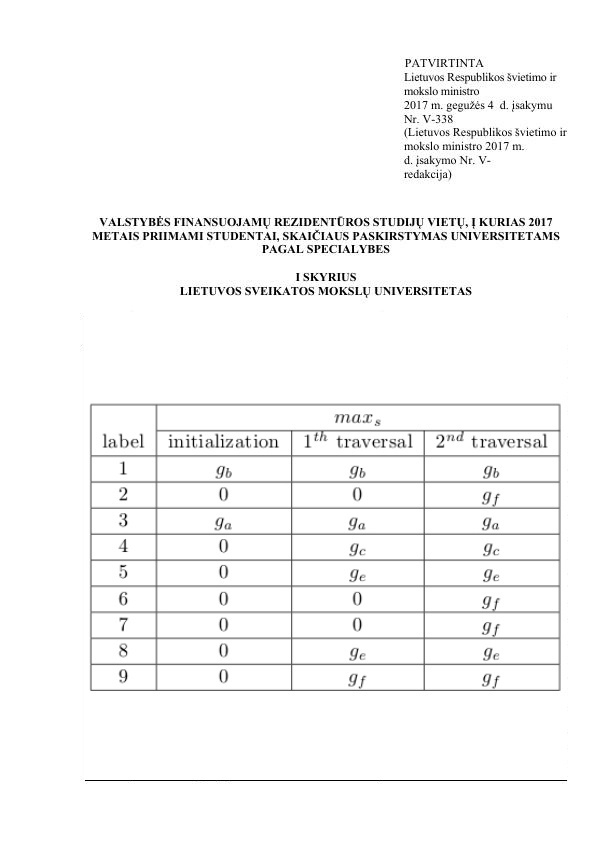 PATVIRTINTA
Lietuvos Respublikos švietimo ir
mokslo ministro
2017 m. gegužės 4  d. įsakymu
Nr. V-338
(Lietuvos Respublikos švietimo ir
mokslo ministro 2017 m.
d. įsakymo Nr. V-
redakcija)
VALSTYBĖS FINANSUOJAMŲ REZIDENTŪROS STUDIJŲ VIETŲ, Į KURIAS 2017
METAIS PRIIMAMI STUDENTAI, SKAIČIAUS PASKIRSTYMAS UNIVERSITETAMS
PAGAL SPECIALYBES
I SKYRIUS
LIETUVOS SVEIKATOS MOKSLŲ UNIVERSITETAS
max_s
label initialization 1^th traversal 2^nd traversal
1 g_b g_b g_b
2 0 0 g_f
3 g_a g_a g_a
4 0 g_c g_c
5 0 g_e g_e
6 0 0 g_f
7 0 0 g_f
8 0 g_e g_e
9 0 g_f g_f